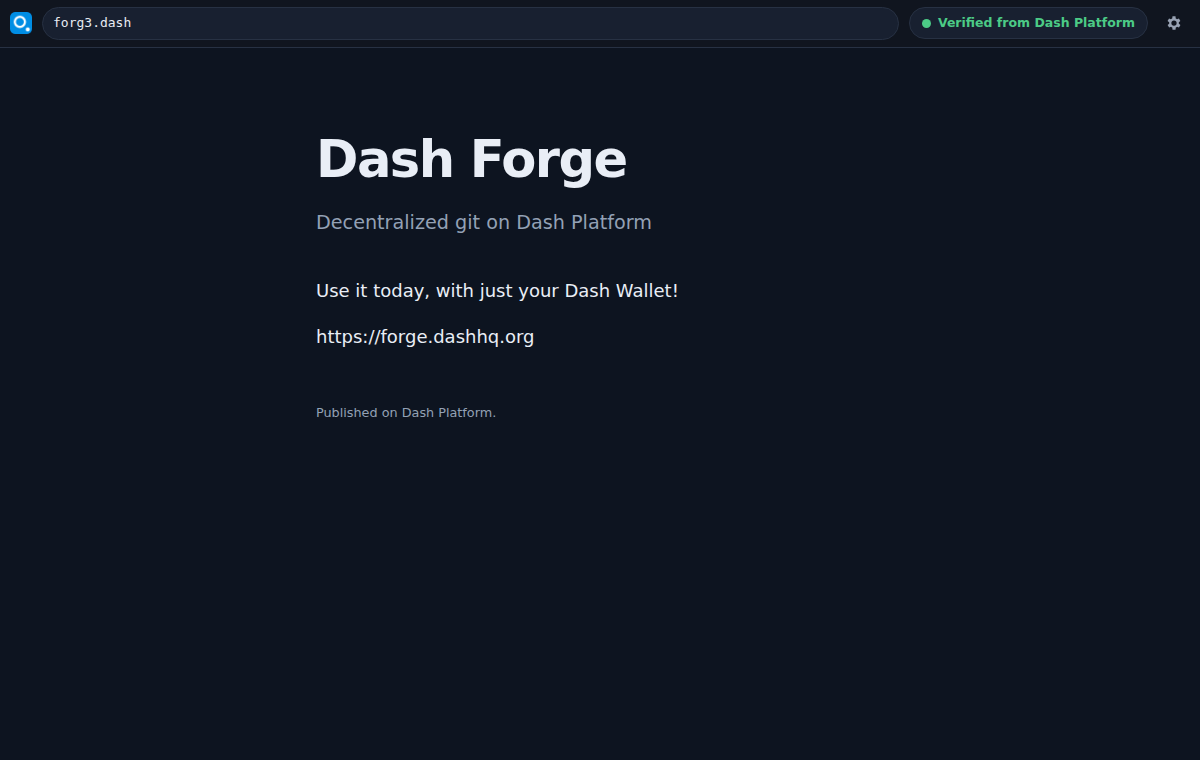 forg3.dash
Verified from Dash Platform
Dash Forge
Decentralized git on Dash Platform
Use it today, with just your Dash Wallet!
https://forge.dashhq.org
Published on Dash Platform.